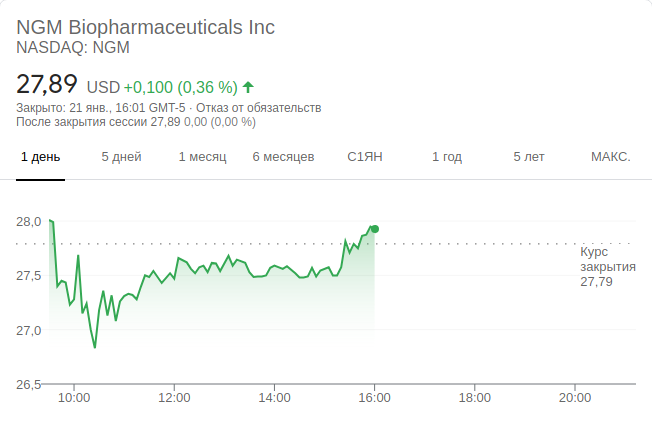 NGM Biopharmaceuticals Inc
NASDAQ: NGM
27,89 USD +0,100 (0,36 %)
Закрыто: 21 янв., 16:01 GMT-5 · Отказ от обязательств
После закрытия сессии 27,89 0,00 (0,00 %)
1 день 5 дней 1 месяц 6 месяцев С1ЯН 1 год 5 лет МАКС.
28,0
Курс
закрытия
27,79
27,5
27,0
26,5
10:00 12:00 14:00 16:00 18:00 20:00